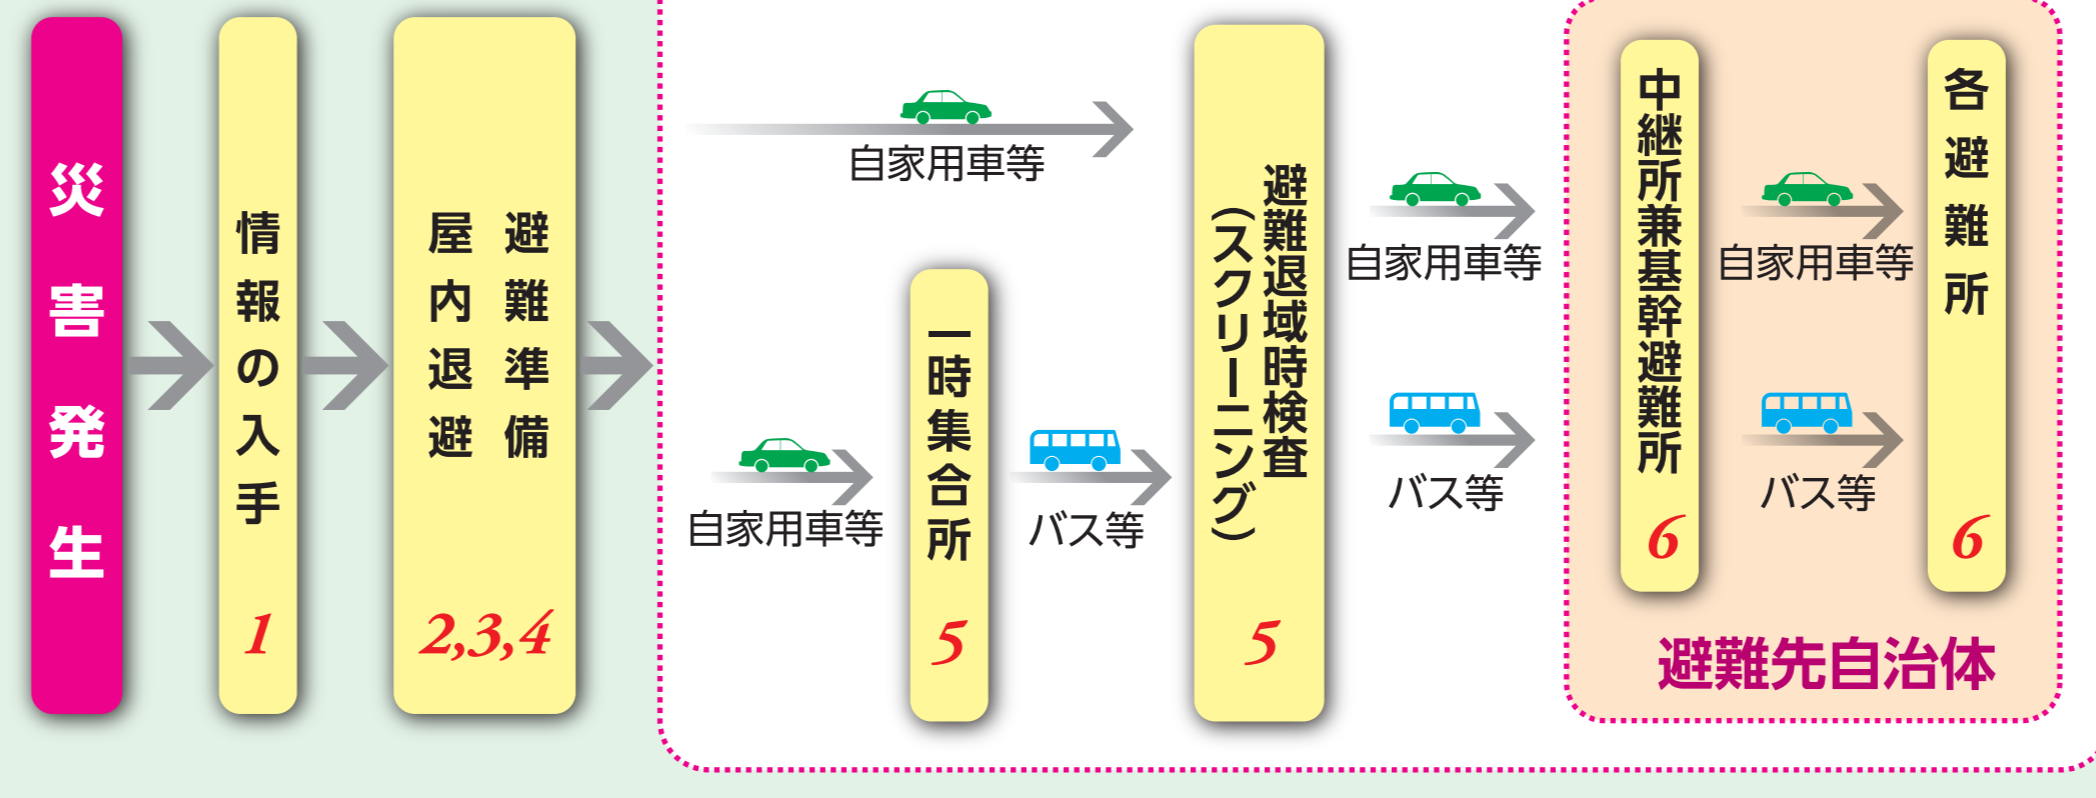 災害発生
情報の入手
1
避難準備
屋内退避
2,3,4
自家用車等
自家用車等
一時集合所
5
バス等
避難退域時検査
（スクリーニング）
5
自家用車等
バス等
中継所兼基幹避難所
6
自家用車等
バス等
各避難所
6
避難先自治体